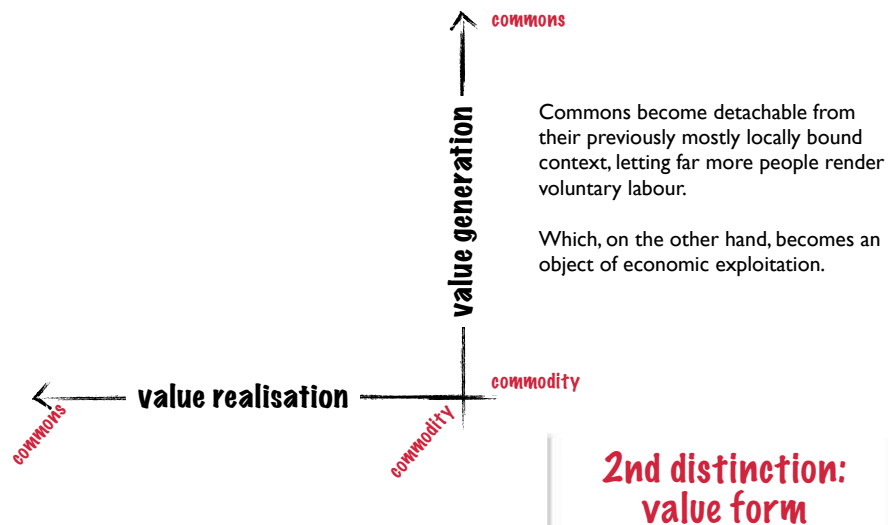 commons
value generation
Commons become detachable from
their previously mostly locally bound
context, letting far more people render
voluntary labour.
Which, on the other hand, becomes an
object of economic exploitation.
commodity
value realisation
commons
commodity
2nd distinction:
value form